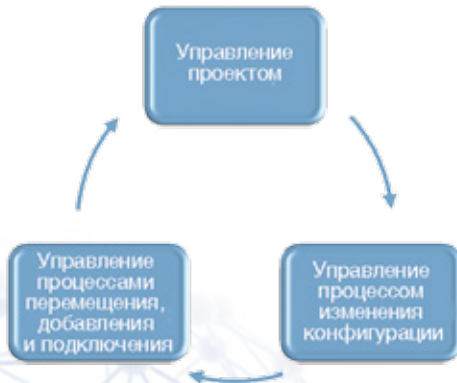 Управление
проектом
Управление
процессами
перемещения,
добавления
и подключения
Управление
процессом
изменения
конфигурации